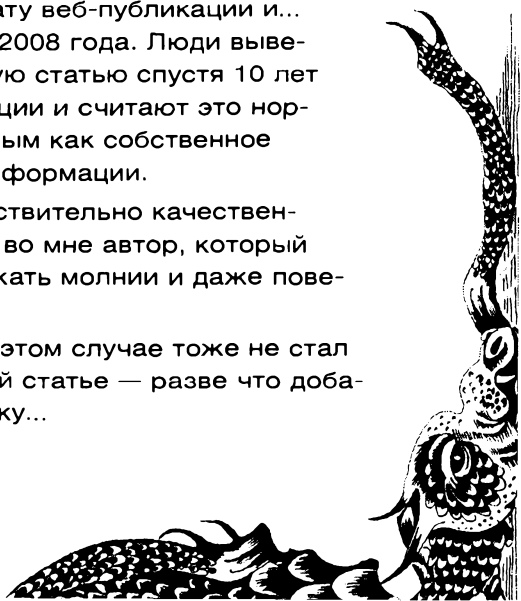 ату веб-публикации и...
2008 года. Люди выве-
ую статью спустя 10 лет
ции и считают это нор-
ым как собственное
формации.
ствительно качествен-
во мне автор, который
кать молнии и даже пове-
этом случае тоже не стал
й статье — разве что доба-
ку...